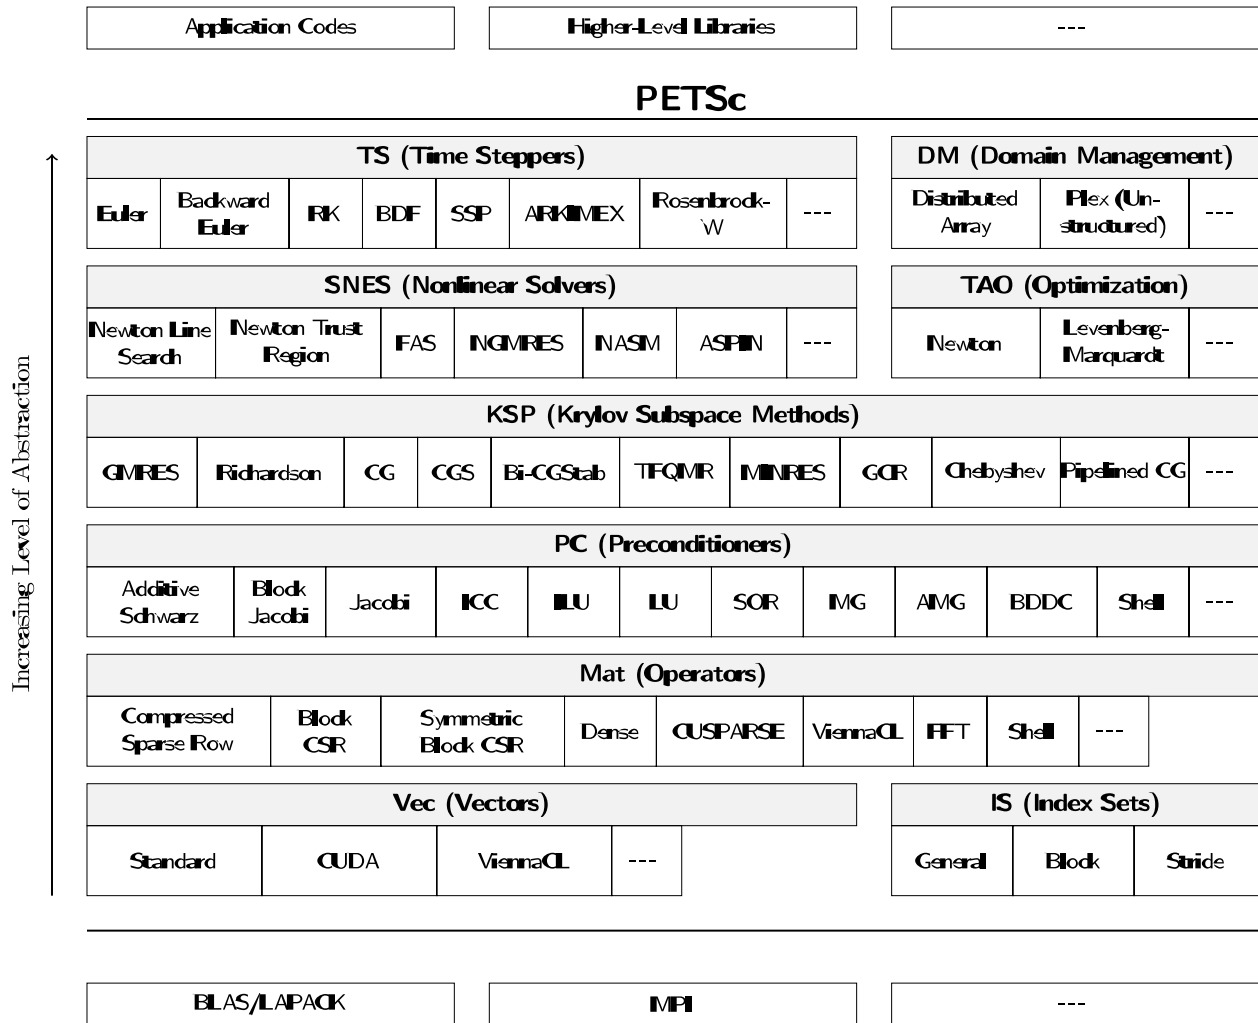 Application Codes
Higher-Level Libraries
---
PETSc
TS (Time Steppers)
DM (Domain Management)
Euler
Backward
Euler
RK
BDF
SSP
ARKIMEX
Rosenbrock-
W
---
Distributed
Array
Plex (Un-
structured)
---
SNES (Nonlinear Solvers)
TAO (Optimization)
Newton Line
Search
Newton Trust
Region
FAS
NGMRES
NASM
ASPIN
---
Newton
Levenberg-
Marquardt
---
KSP (Krylov Subspace Methods)
GMRES
Richardson
CG
CGS
Bi-CGStab
TFQMR
MINRES
GCR
Chebyshev
Pipelined CG
---
PC (Preconditioners)
Additive
Schwarz
Block
Jacobi
Jacobi
ICC
ILU
LU
SOR
MG
AMG
BDDC
Shell
---
Mat (Operators)
Compressed
Sparse Row
Block
CSR
Symmetric
Block CSR
Dense
CUSPARSE
ViennaCL
FFT
Shell
---
Vec (Vectors)
IS (Index Sets)
Standard
CUDA
ViennaCL
---
General
Block
Stride
Increasing Level of Abstraction
BLAS/LAPACK
MPI
---